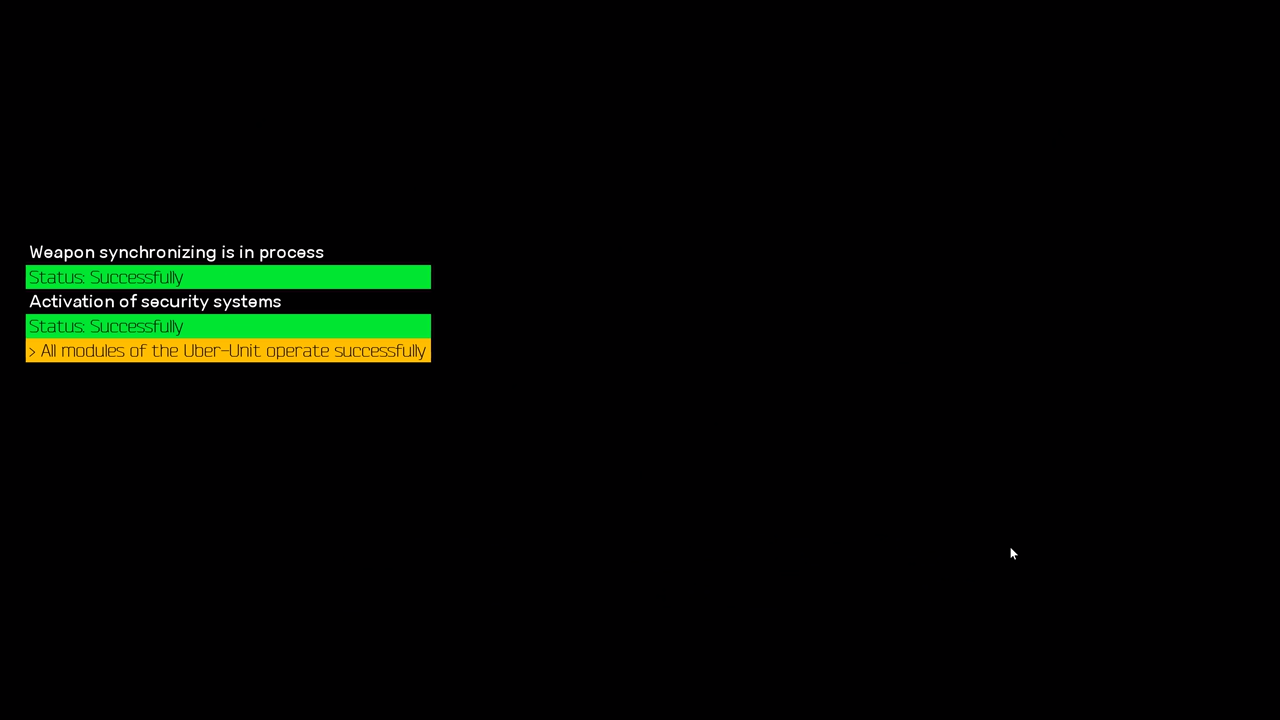 Weapon synchronizing is in process
Status: Successfully
Activation of security systems
Status: Successfully
> All modules of the Uber-Unit operate successfully